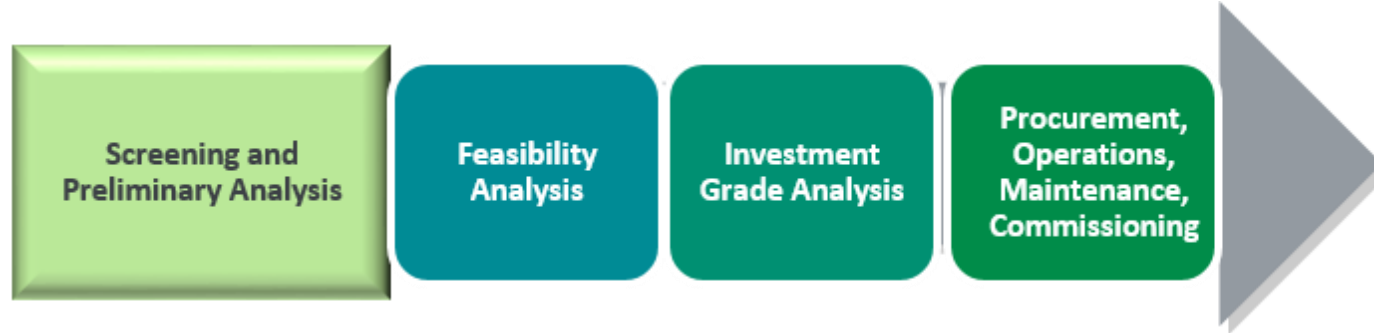 Screening and
Preliminary Analysis
Feasibility
Analysis
Investment
Grade Analysis
Procurement,
Operations,
Maintenance,
Commissioning